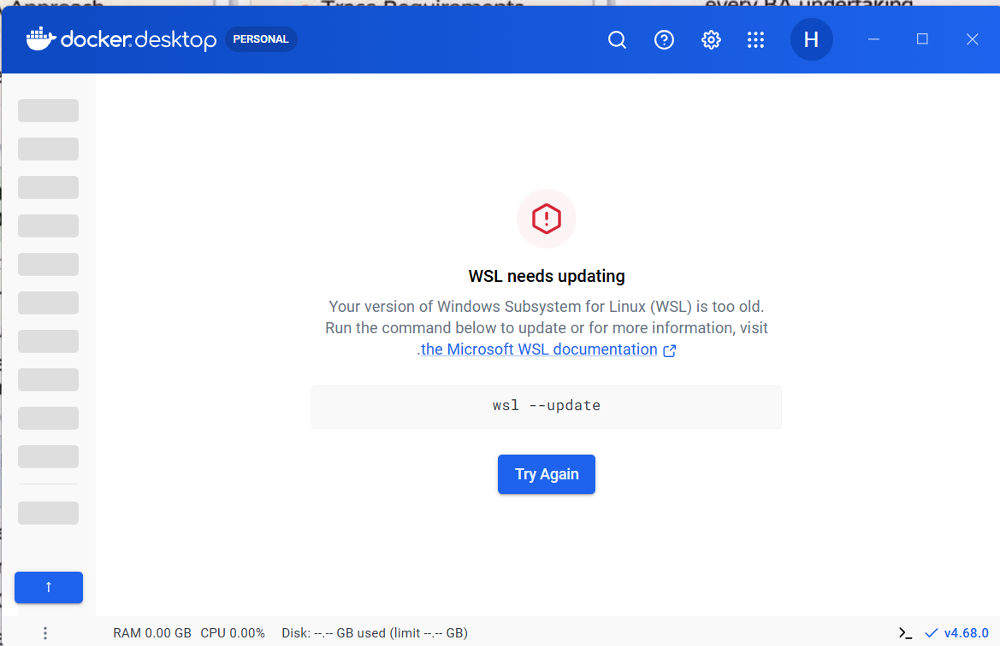 Approach
Trace Requirements
every BA undertaking
docker.desktop PERSONAL
H
WSL needs updating
Your version of Windows Subsystem for Linux (WSL) is too old.
Run the command below to update or for more information, visit
.the Microsoft WSL documentation
wsl --update
Try Again
↑
RAM 0.00 GB CPU 0.00% Disk: --.-- GB used (limit --.-- GB)
v4.68.0